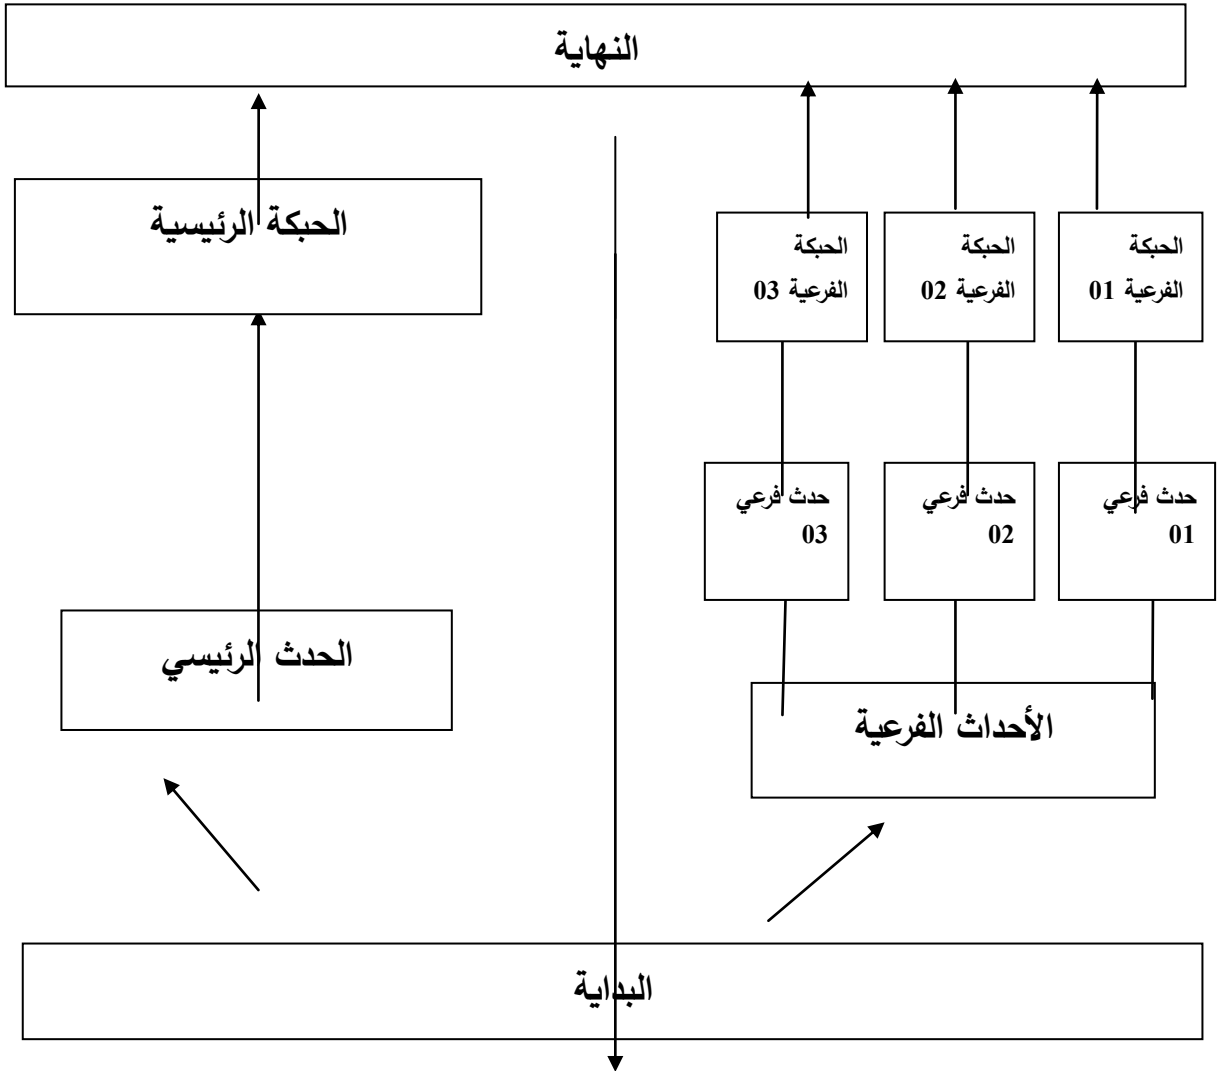 النهاية
الحبكة الرئيسية
الحبكة
الفرعية 01
الحبكة
الفرعية 02
الحبكة
الفرعية 03
حدث فرعي
01
حدث فرعي
02
حدث فرعي
03
الحدث الرئيسي
الأحداث الفرعية
البداية